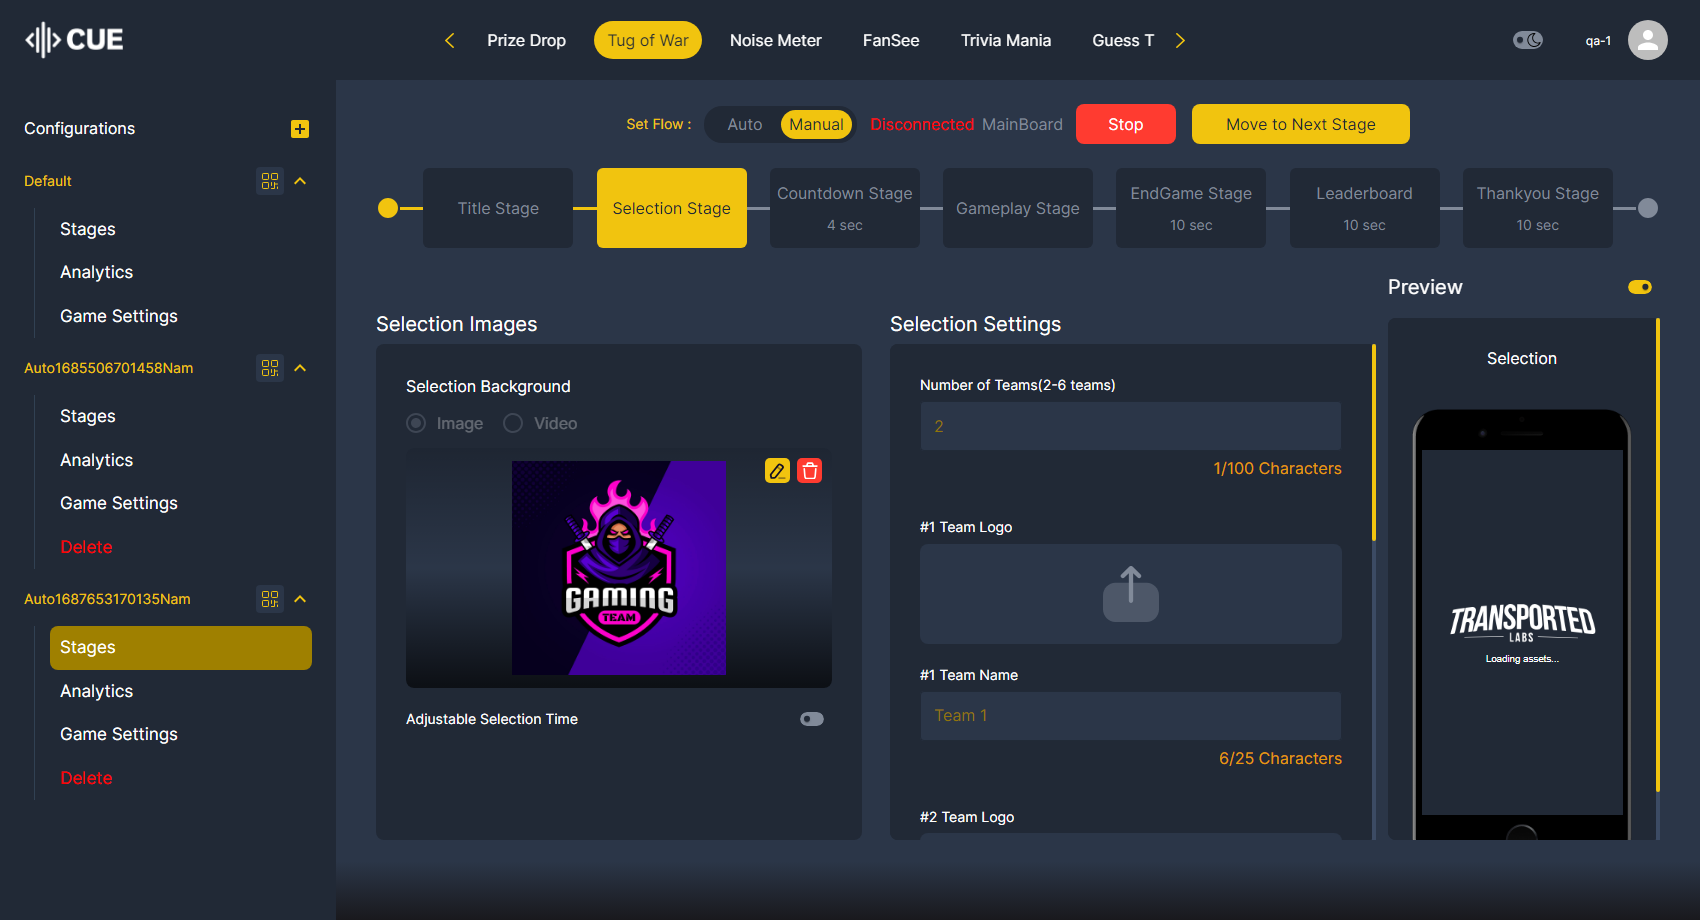 CUE
Prize Drop
Tug of War
Noise Meter
FanSee
Trivia Mania
Guess T
qa-1
Configurations
Default
Stages
Analytics
Game Settings
Auto1685506701458Nam
Stages
Analytics
Game Settings
Delete
Auto1687653170135Nam
Stages
Analytics
Game Settings
Delete
Set Flow :
Auto
Manual
Disconnected MainBoard
Stop
Move to Next Stage
Title Stage
Selection Stage
Countdown Stage
4 sec
Gameplay Stage
EndGame Stage
10 sec
Leaderboard
10 sec
Thankyou Stage
10 sec
Selection Images
Selection Background
Image
Video
GAMING
TEAM
Adjustable Selection Time
Selection Settings
Number of Teams(2-6 teams)
2
1/100 Characters
#1 Team Logo
#1 Team Name
Team 1
6/25 Characters
#2 Team Logo
Preview
Selection
TRANSPORTED
LABS
Loading assets...